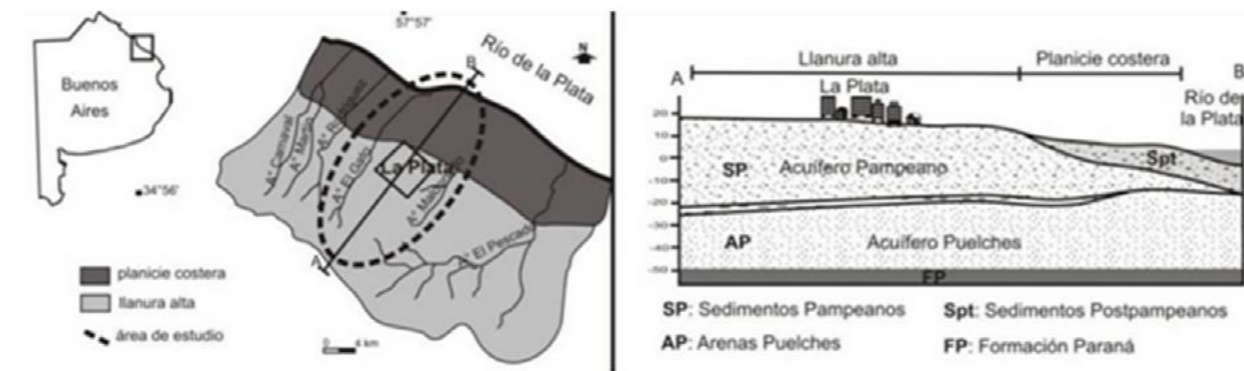 Buenos
Aires
34°56'
57°57'
Río de la Plata
N
B
A° Carnaval
A° Martín
A° Rodríguez
A° El Gato
La Plata
A° El Pescado
A
planicie costera
llanura alta
área de estudio
0 4 km
Llanura alta
Planicie costera
A
La Plata
B
Río de
la Plata
20
10
0
-10
-20
-30
-40
-50
SP
Acuífero Pampeano
Spt
AP
Acuífero Puelches
FP
SP: Sedimentos Pampeanos
Spt: Sedimentos Postpampeanos
AP: Arenas Puelches
FP: Formación Paraná